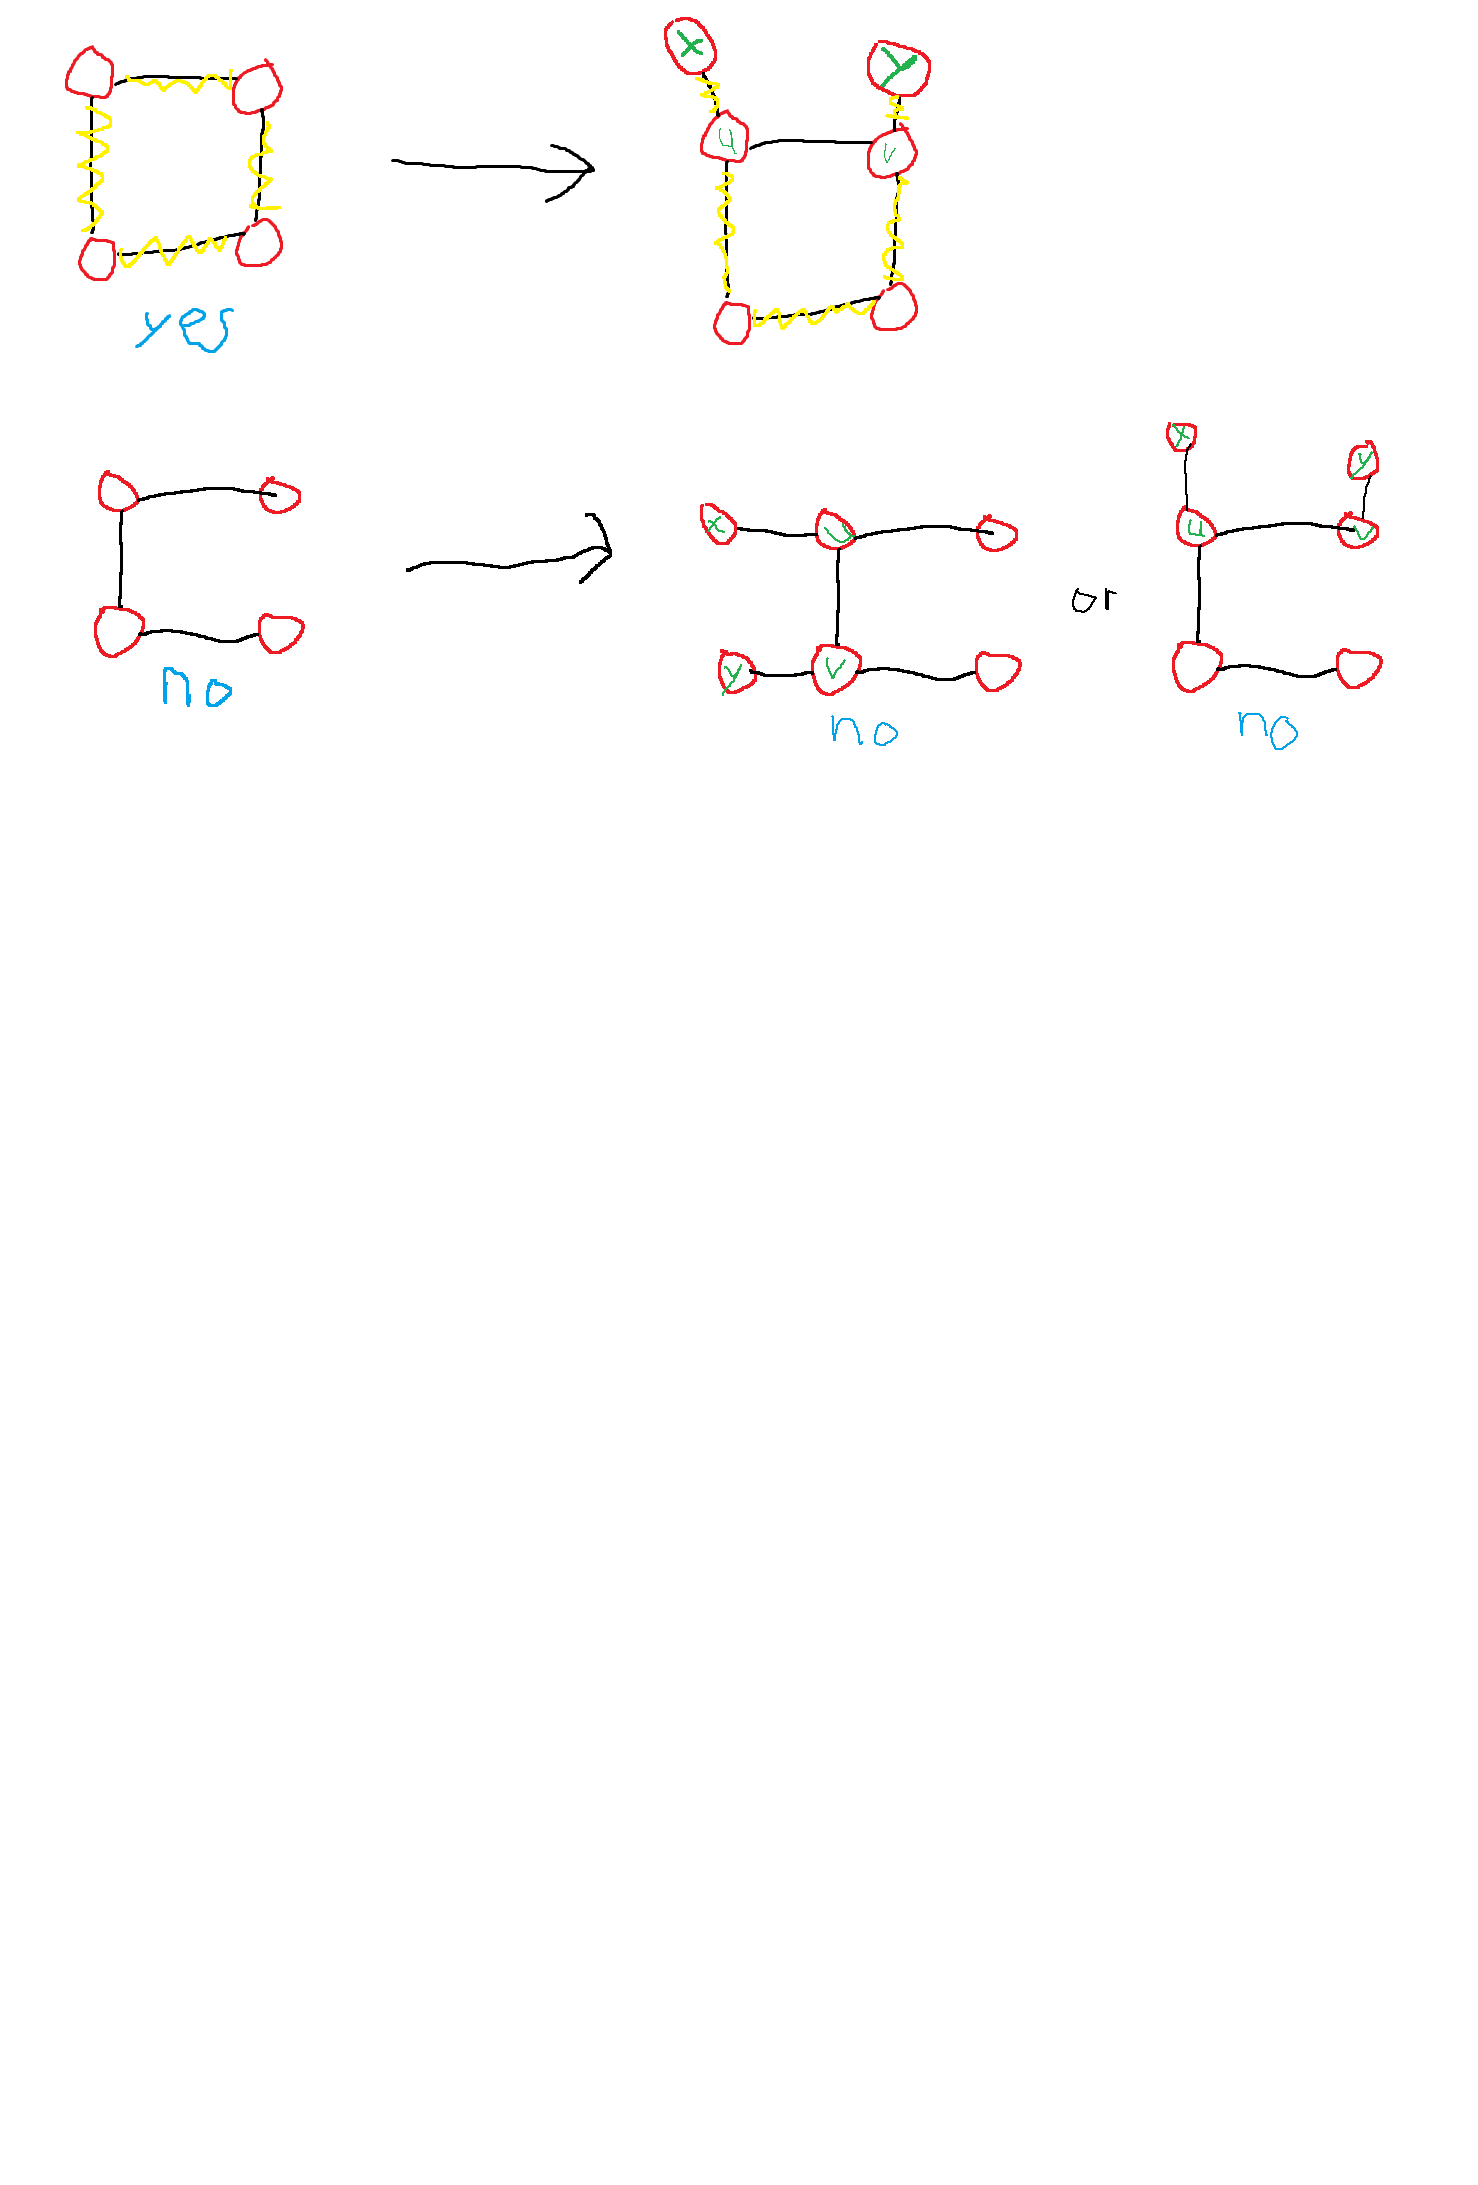 X Y
u v
yes
x y
x U u v
or
y v
no no no